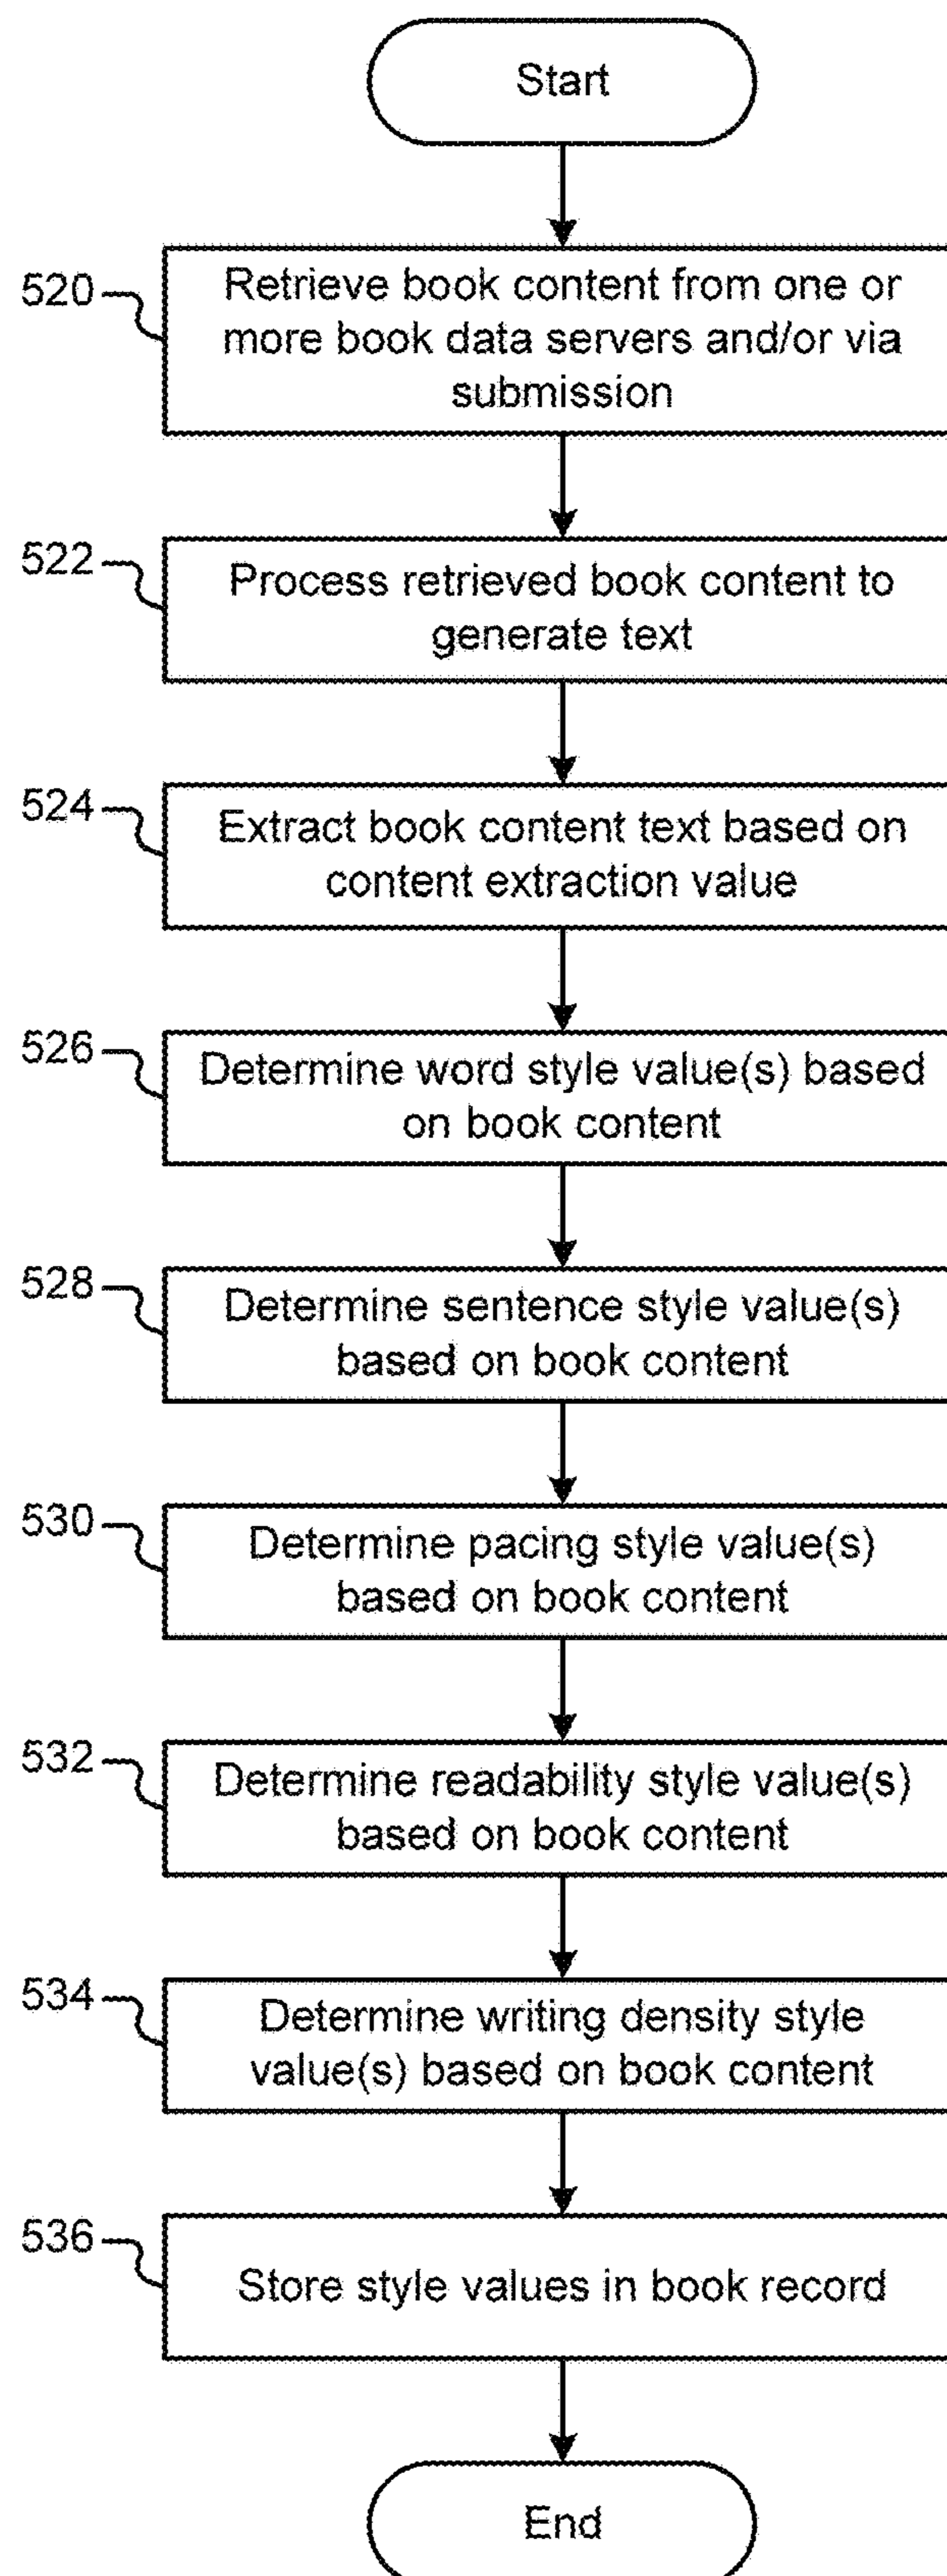 Start
520
Retrieve book content from one or
more book data servers and/or via
submission
522
Process retrieved book content to
generate text
524
Extract book content text based on
content extraction value
526
Determine word style value(s) based
on book content
528
Determine sentence style value(s)
based on book content
530
Determine pacing style value(s)
based on book content
532
Determine readability style value(s)
based on book content
534
Determine writing density style
value(s) based on book content
536
Store style values in book record
End